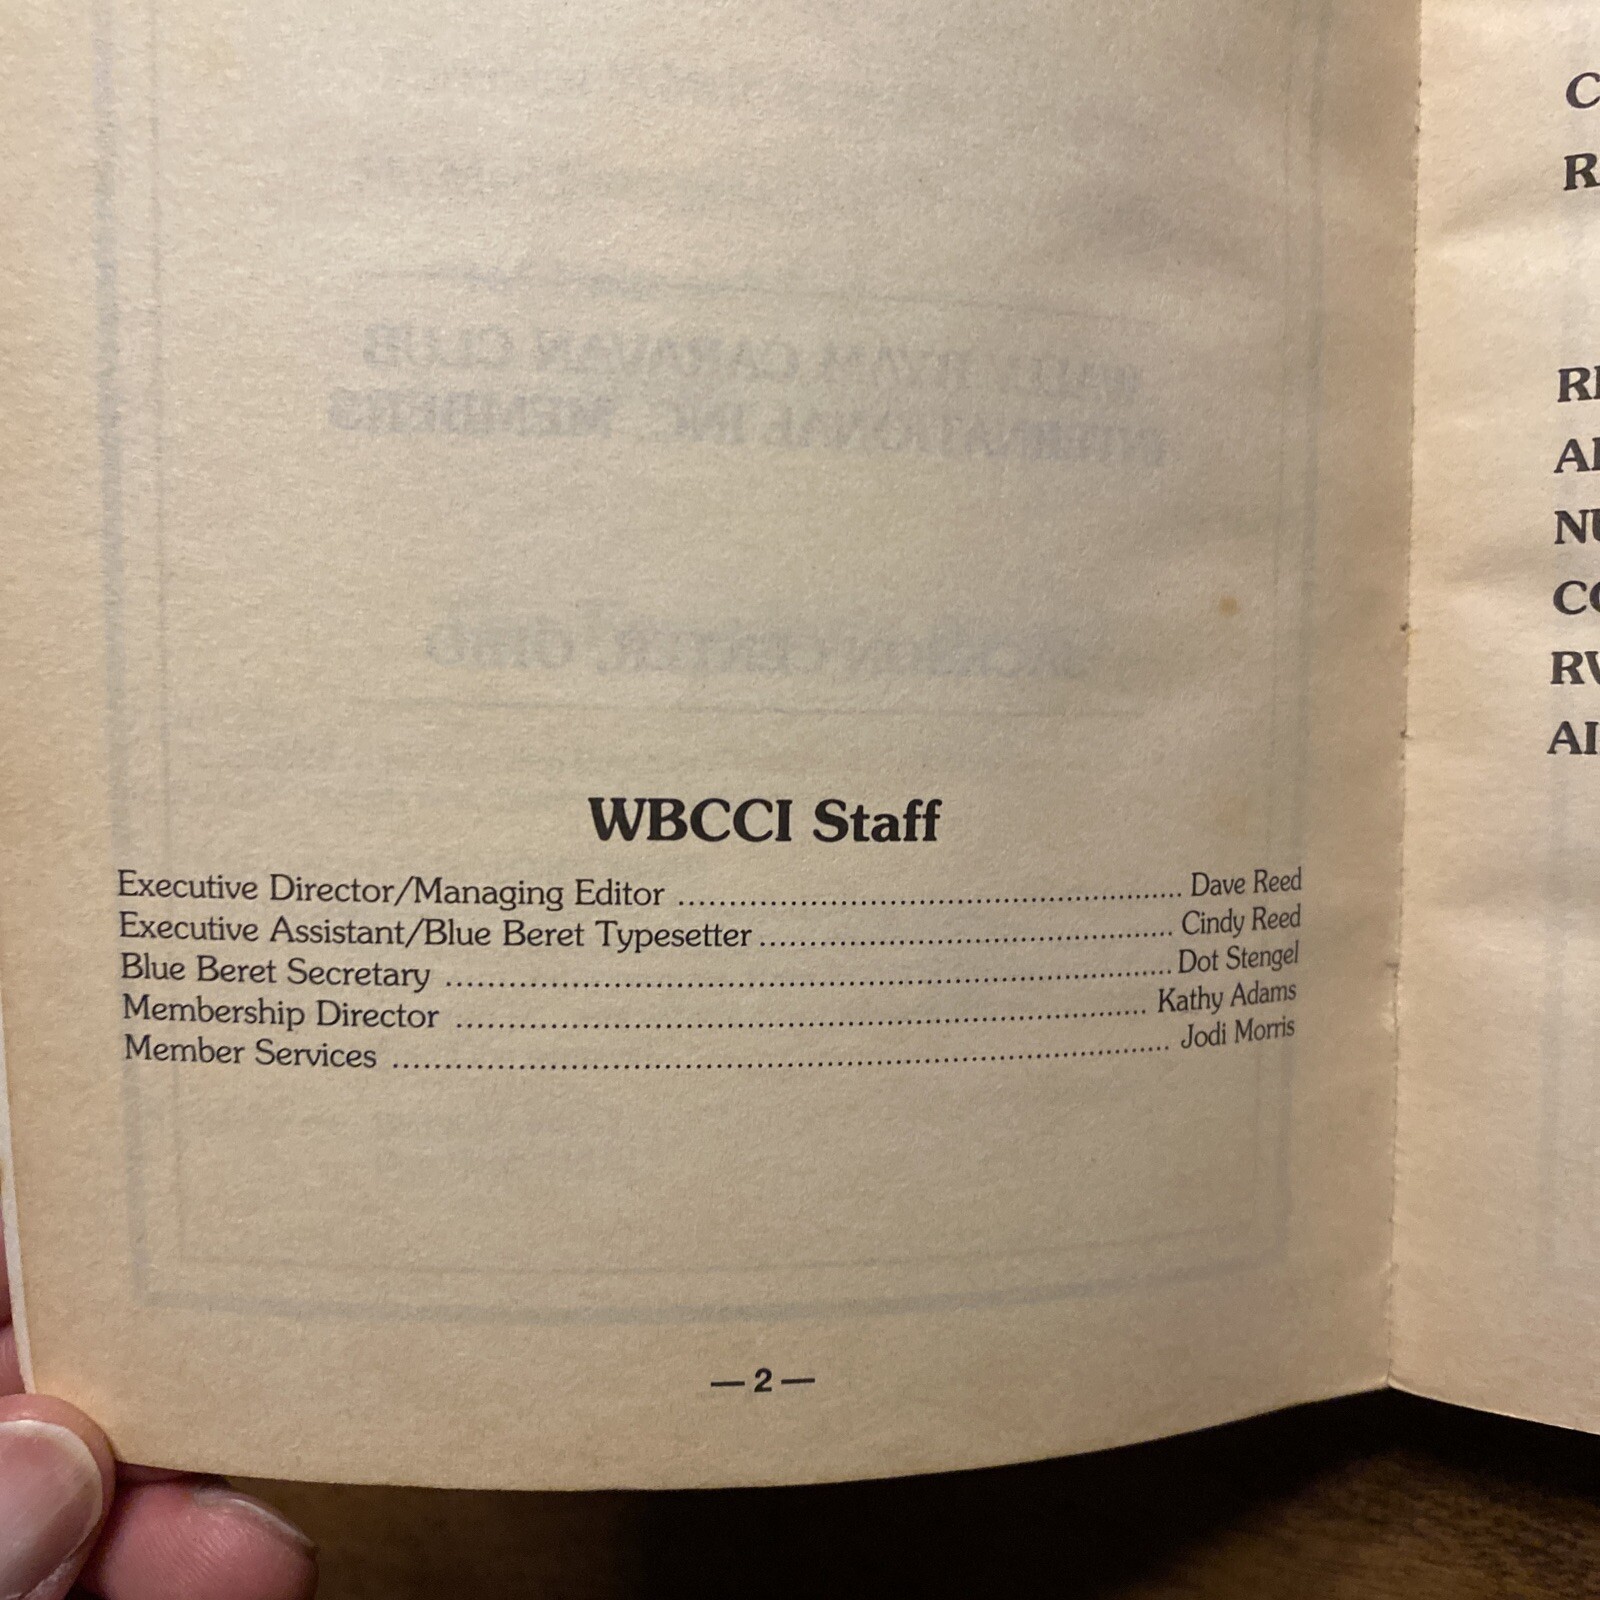 WBCCI Staff
Executive Director/Managing Editor ........ Dave Reed
Executive Assistant/Blue Beret Typesetter ........ Cindy Reed
Blue Beret Secretary ........ Dot Stengel
Membership Director ........ Kathy Adams
Member Services ........ Jodi Morris
— 2 —